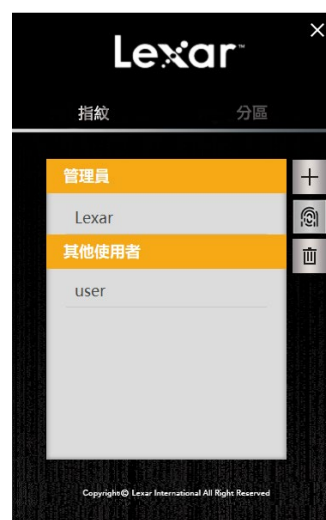 Lexar™
指紋
分區
管理員
Lexar
其他使用者
user
Copyright© Lexar International All Right Reserved